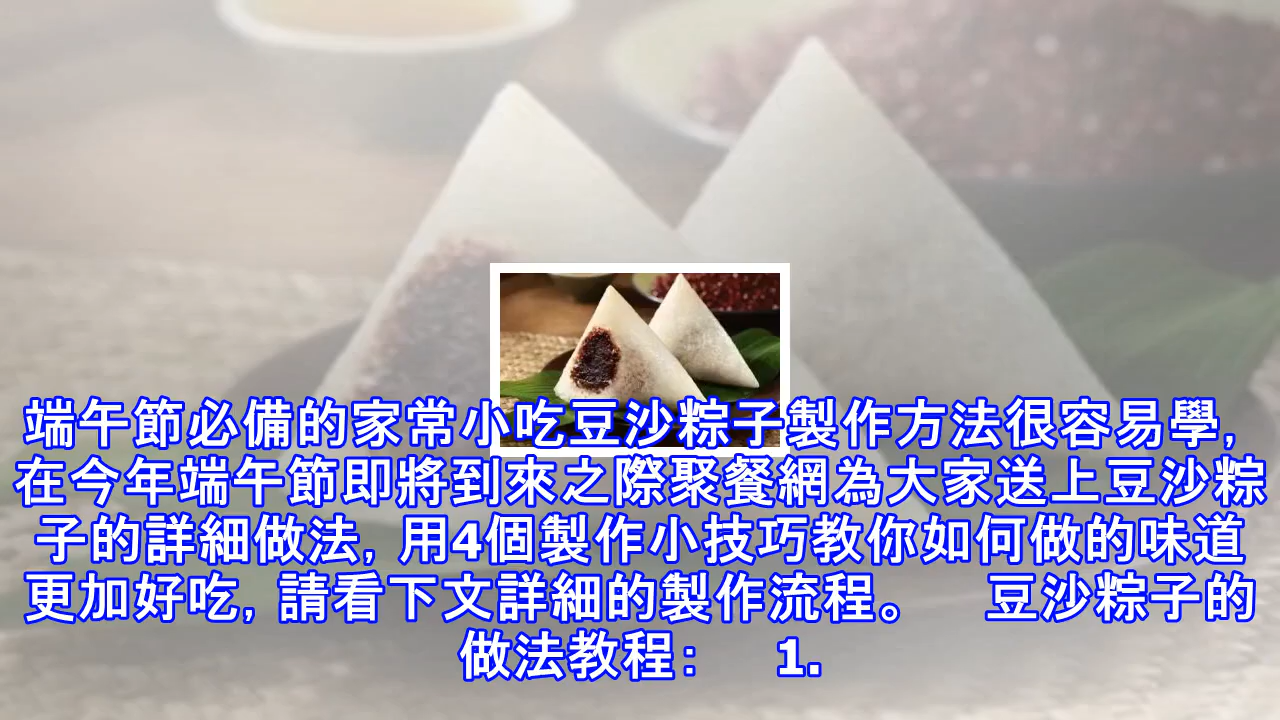 端午節必備的家常小吃豆沙粽子製作方法很容易學,
在今年端午節即將到來之際聚餐網為大家送上豆沙粽
子的詳細做法, 用4個製作小技巧教你如何做的味道
更加好吃, 請看下文詳細的製作流程。　豆沙粽子的
做法教程：　1.